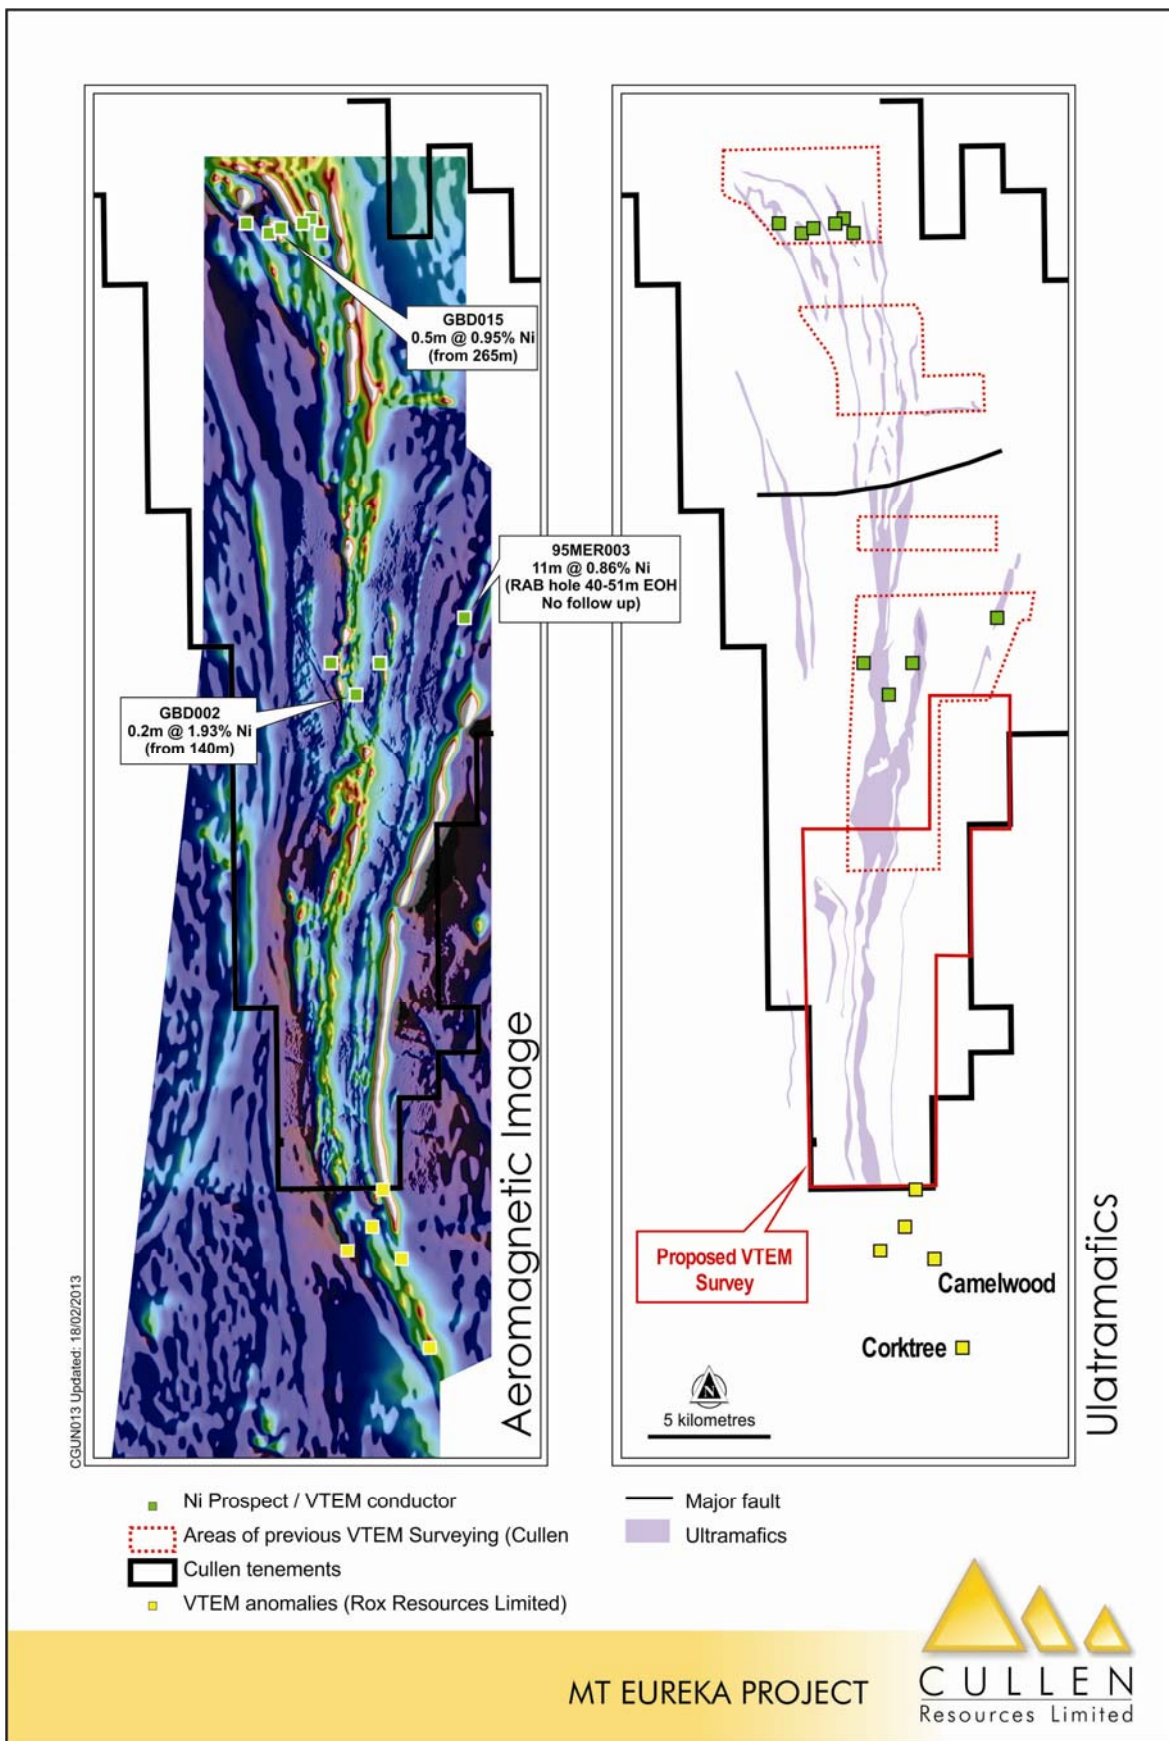 GBD015
0.5m @ 0.95% Ni
(from 265m)
95MER003
11m @ 0.86% Ni
(RAB hole 40-51m EOH
No follow up)
GBD002
0.2m @ 1.93% Ni
(from 140m)
Aeromagnetic Image
CGUN013 Updated: 18/02/2013
Proposed VTEM
Survey
Camelwood
Corktree
N
5 kilometres
Ulatramafics
Ni Prospect / VTEM conductor
Areas of previous VTEM Surveying (Cullen
Cullen tenements
VTEM anomalies (Rox Resources Limited)
Major fault
Ultramafics
MT EUREKA PROJECT
CULLEN
Resources Limited